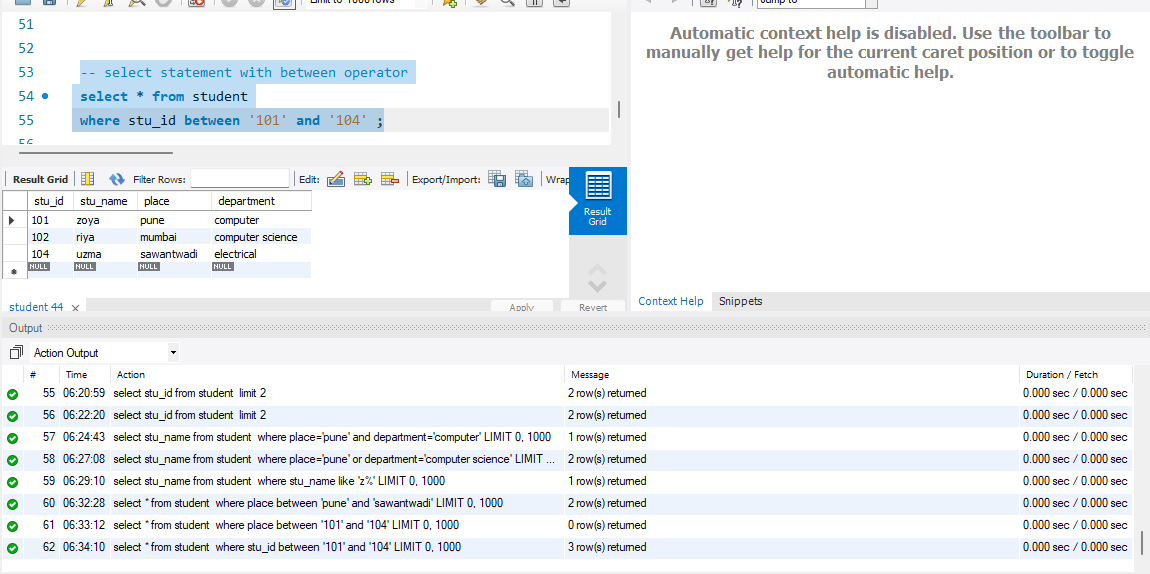 Limit to 1000 rows
Jump to
51
52
53 -- select statement with between operator
54 select * from student
55 where stu_id between '101' and '104' ;
56
Automatic context help is disabled. Use the toolbar to
manually get help for the current caret position or to toggle
automatic help.
Result Grid Filter Rows: Edit: Export/Import: Wrap
Result
Grid
stu_id stu_name place department
101 zoya pune computer
102 riya mumbai computer science
104 uzma sawantwadi electrical
NULL NULL NULL NULL
student 44 Apply Revert
Context Help Snippets
Output
Action Output
# Time Action Message Duration / Fetch
55 06:20:59 select stu_id from student limit 2 2 row(s) returned 0.000 sec / 0.000 sec
56 06:22:20 select stu_id from student limit 2 2 row(s) returned 0.000 sec / 0.000 sec
57 06:24:43 select stu_name from student where place='pune' and department='computer' LIMIT 0, 1000 1 row(s) returned 0.000 sec / 0.000 sec
58 06:27:08 select stu_name from student where place='pune' or department='computer science' LIMIT ... 2 row(s) returned 0.000 sec / 0.000 sec
59 06:29:10 select stu_name from student where stu_name like 'z%' LIMIT 0, 1000 1 row(s) returned 0.000 sec / 0.000 sec
60 06:32:28 select * from student where place between 'pune' and 'sawantwadi' LIMIT 0, 1000 2 row(s) returned 0.000 sec / 0.000 sec
61 06:33:12 select * from student where place between '101' and '104' LIMIT 0, 1000 0 row(s) returned 0.000 sec / 0.000 sec
62 06:34:10 select * from student where stu_id between '101' and '104' LIMIT 0, 1000 3 row(s) returned 0.000 sec / 0.000 sec